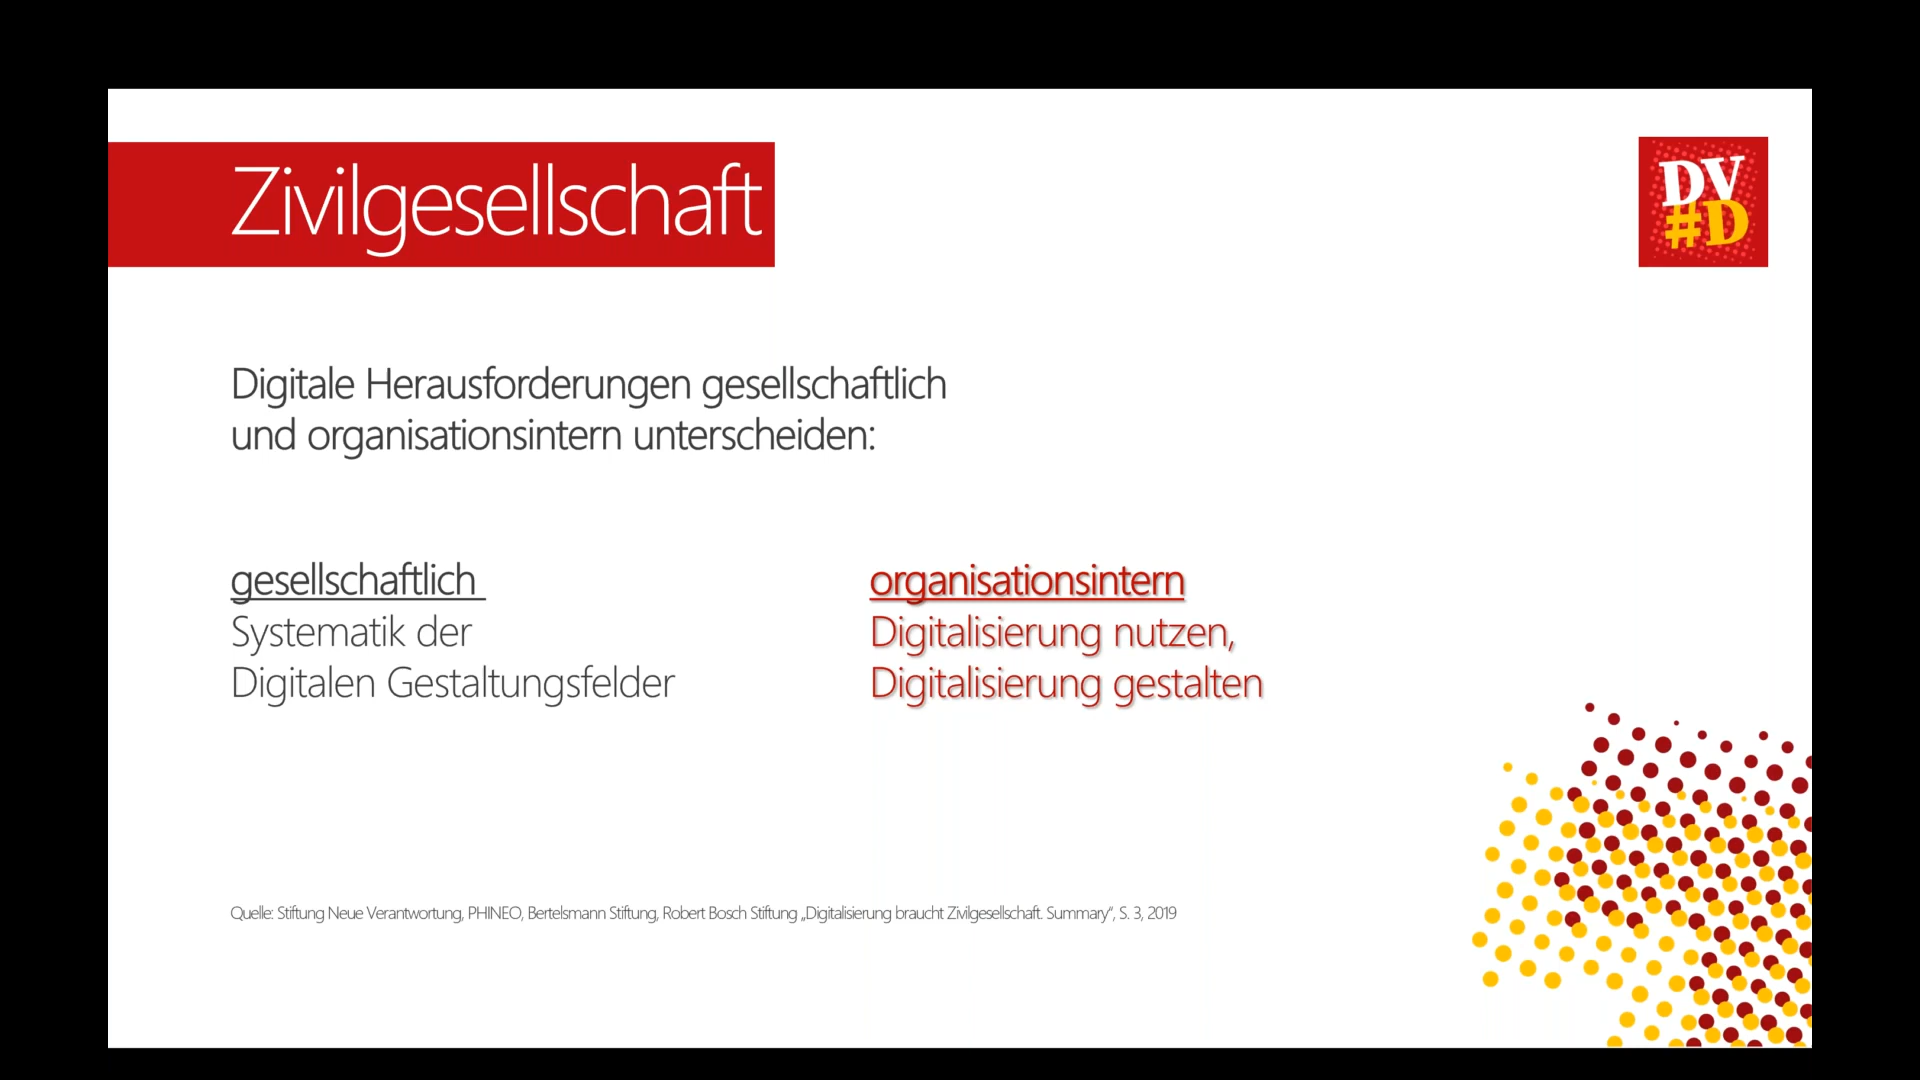 Zivilgesellschaft
DV
#D
Digitale Herausforderungen gesellschaftlich
und organisationsintern unterscheiden:
gesellschaftlich
Systematik der
Digitalen Gestaltungsfelder
organisationsintern
Digitalisierung nutzen,
Digitalisierung gestalten
Quelle: Stiftung Neue Verantwortung, PHINEO, Bertelsmann Stiftung, Robert Bosch Stiftung „Digitalisierung braucht Zivilgesellschaft. Summary“, S. 3, 2019